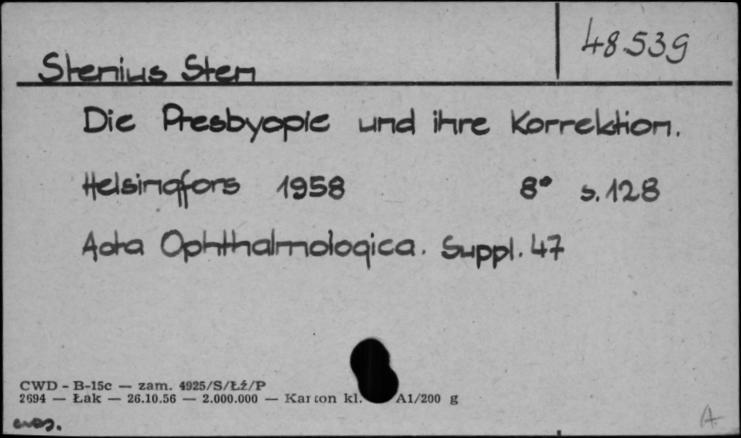 48539
Stenius Sten
Die Presbyopie und ihre Korrektion.
Helsingfors 1958 8° s. 128
Acta Ophthalmologica. Suppl. 47
CWD - B-15c — zam. 4925/S/Łź/P
2694 — Łak — 26.10.56 — 2.000.000 — Karton kl. A1/200 g
A